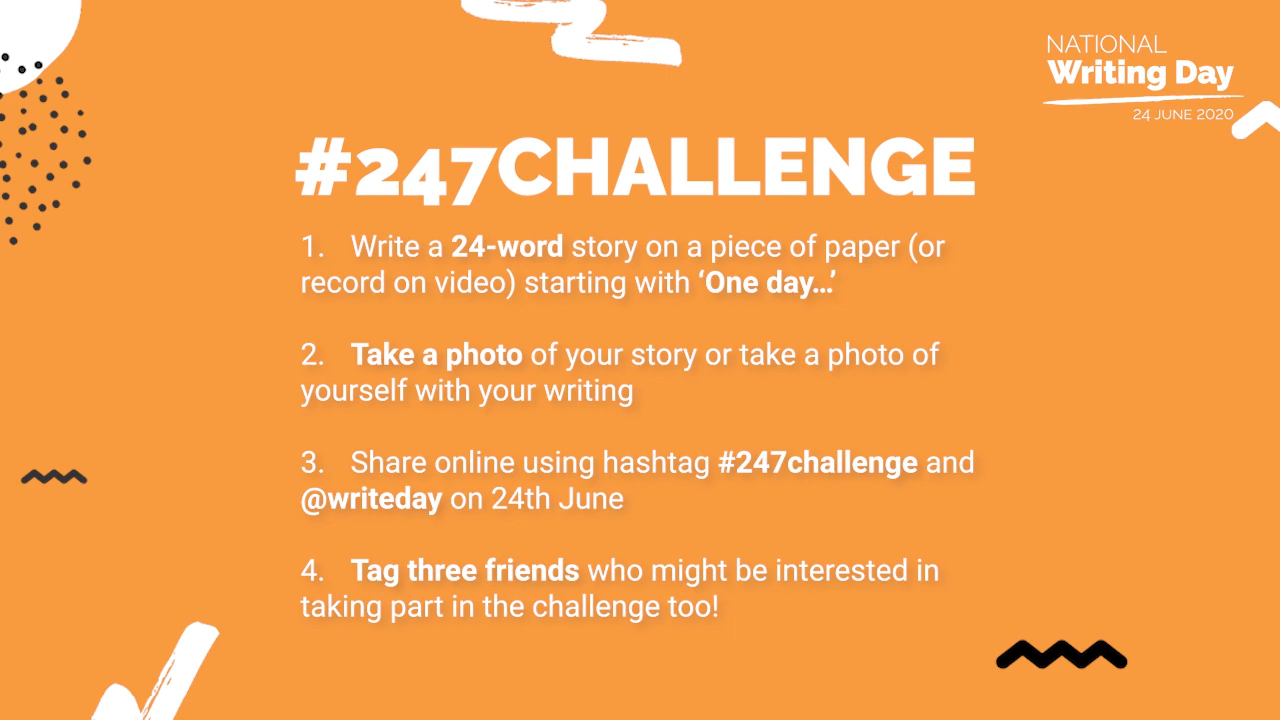 NATIONAL
Writing Day
24 JUNE 2020
#247CHALLENGE
1. Write a 24-word story on a piece of paper (or
record on video) starting with ‘One day...’
2. Take a photo of your story or take a photo of
yourself with your writing
3. Share online using hashtag #247challenge and
@writeday on 24th June
4. Tag three friends who might be interested in
taking part in the challenge too!